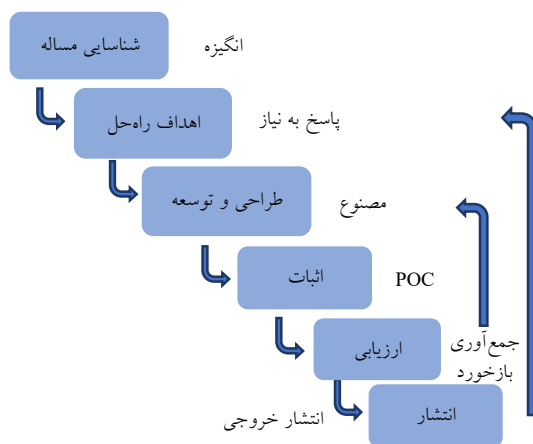 شناسایی مساله
انگیزه
اهداف راه‌حل
پاسخ به نیاز
طراحی و توسعه
مصنوع
اثبات
POC
ارزیابی
جمع‌آوری
بازخورد
انتشار
انتشار خروجی